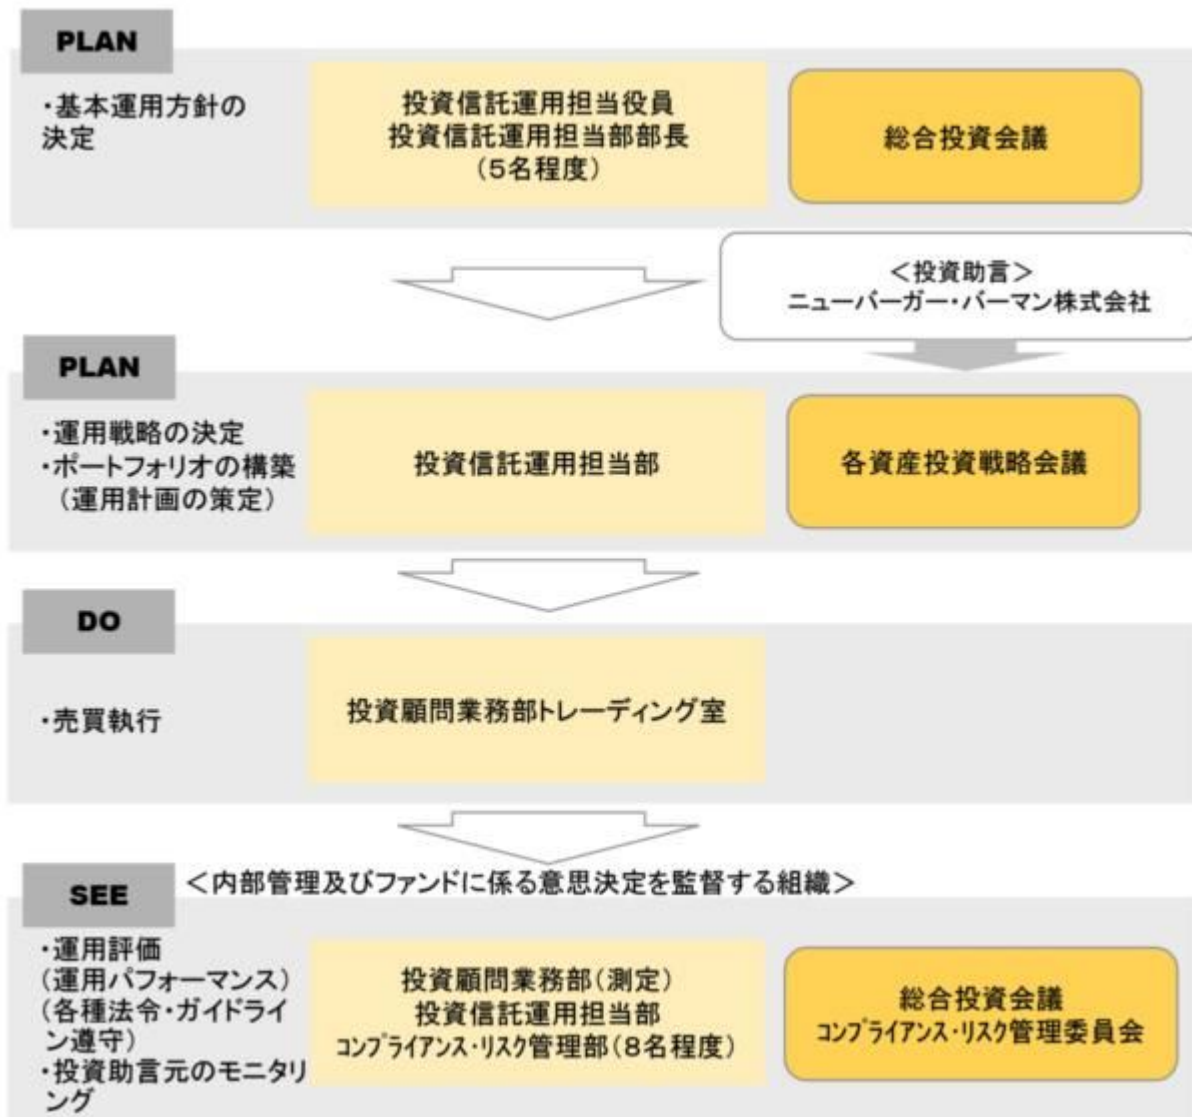 PLAN
・基本運用方針の
決定
投資信託運用担当役員
投資信託運用担当部部長
(5名程度)
総合投資会議
＜投資助言＞
ニューバーガー・バーマン株式会社
PLAN
・運用戦略の決定
・ポートフォリオの構築
(運用計画の策定)
投資信託運用担当部
各資産投資戦略会議
DO
・売買執行
投資顧問業務部トレーディング室
SEE
＜内部管理及びファンドに係る意思決定を監督する組織＞
・運用評価
(運用パフォーマンス)
(各種法令・ガイドライ
ン遵守)
・投資助言元のモニタリ
ング
投資顧問業務部(測定)
投資信託運用担当部
ｺﾝﾌﾟﾗｲｱﾝｽ・ﾘｽｸ管理部(8名程度)
総合投資会議
ｺﾝﾌﾟﾗｲｱﾝｽ・ﾘｽｸ管理委員会